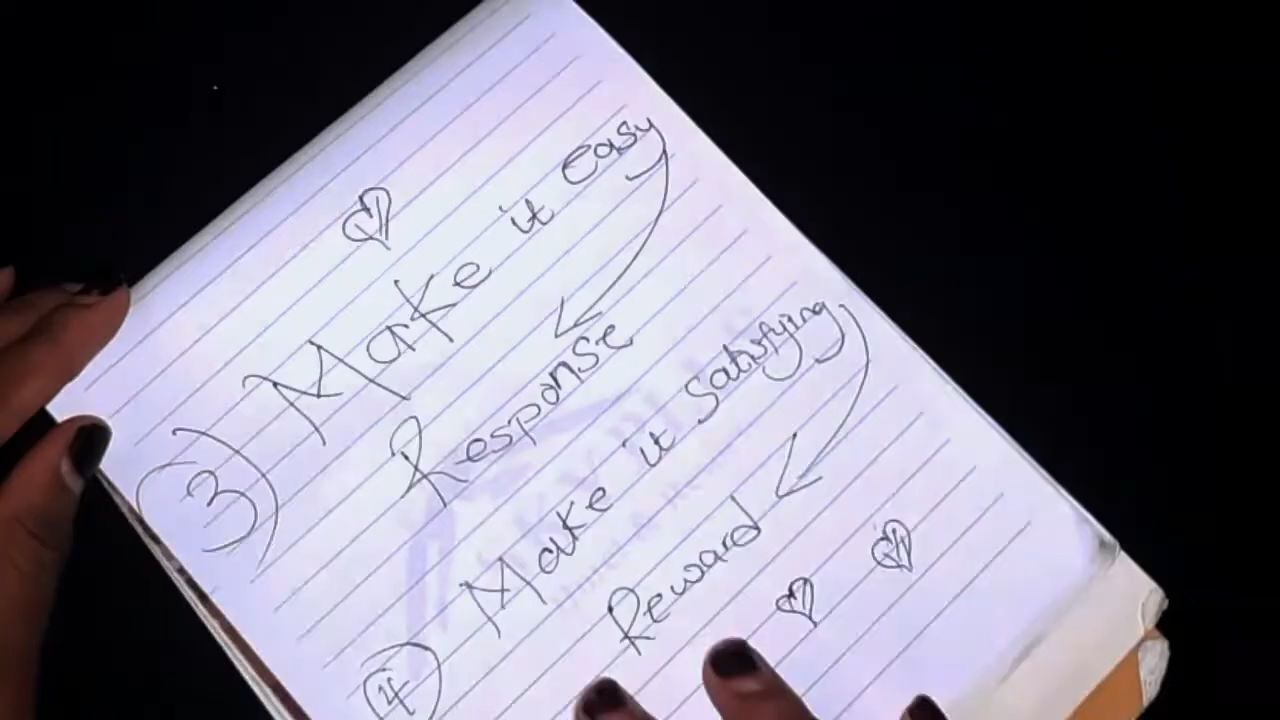 3) Make it easy
Response
4 Make it satisfying
Reward